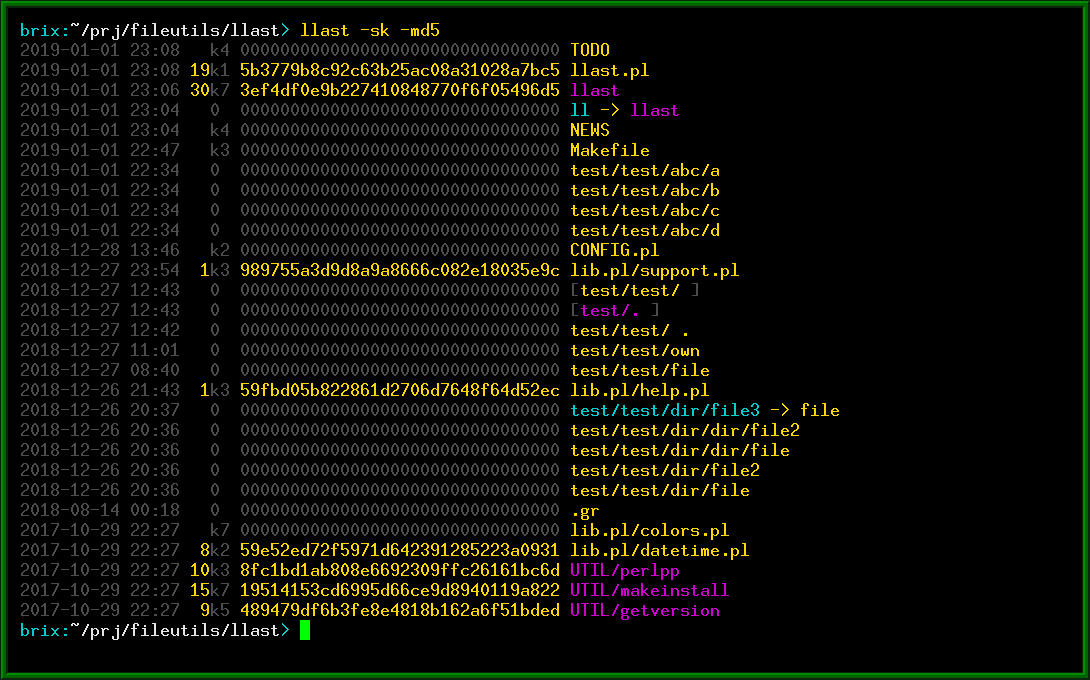 brix:~/prj/fileutils/llast> llast -sk -md5
2019-01-01 23:08   k4 00000000000000000000000000000000 TODO
2019-01-01 23:08 19k1 5b3779b8c92c63b25ac08a31028a7bc5 llast.pl
2019-01-01 23:06 30k7 3ef4df0e9b227410848770f6f05496d5 llast
2019-01-01 23:04   0  00000000000000000000000000000000 ll -> llast
2019-01-01 23:04   k4 00000000000000000000000000000000 NEWS
2019-01-01 22:47   k3 00000000000000000000000000000000 Makefile
2019-01-01 22:34   0  00000000000000000000000000000000 test/test/abc/a
2019-01-01 22:34   0  00000000000000000000000000000000 test/test/abc/b
2019-01-01 22:34   0  00000000000000000000000000000000 test/test/abc/c
2019-01-01 22:34   0  00000000000000000000000000000000 test/test/abc/d
2018-12-28 13:46   k2 00000000000000000000000000000000 CONFIG.pl
2018-12-27 23:54  1k3 989755a3d9d8a9a8666c082e18035e9c lib.pl/support.pl
2018-12-27 12:43   0  00000000000000000000000000000000 [test/test/ ]
2018-12-27 12:43   0  00000000000000000000000000000000 [test/. ]
2018-12-27 12:42   0  00000000000000000000000000000000 test/test/ .
2018-12-27 11:01   0  00000000000000000000000000000000 test/test/own
2018-12-27 08:40   0  00000000000000000000000000000000 test/test/file
2018-12-26 21:43  1k3 59fbd05b822861d2706d7648f64d52ec lib.pl/help.pl
2018-12-26 20:37   0  00000000000000000000000000000000 test/test/dir/file3 -> file
2018-12-26 20:36   0  00000000000000000000000000000000 test/test/dir/dir/file2
2018-12-26 20:36   0  00000000000000000000000000000000 test/test/dir/dir/file
2018-12-26 20:36   0  00000000000000000000000000000000 test/test/dir/file2
2018-12-26 20:36   0  00000000000000000000000000000000 test/test/dir/file
2018-08-14 00:18   0  00000000000000000000000000000000 .gr
2017-10-29 22:27   k7 00000000000000000000000000000000 lib.pl/colors.pl
2017-10-29 22:27  8k2 59e52ed72f5971d642391285223a0931 lib.pl/datetime.pl
2017-10-29 22:27 10k3 8fc1bd1ab808e6692309ffc26161bc6d UTIL/perlpp
2017-10-29 22:27 15k7 19514153cd6995d66ce9d8940119a822 UTIL/makeinstall
2017-10-29 22:27  9k5 489479df6b3fe8e4818b162a6f51bded UTIL/getversion
brix:~/prj/fileutils/llast>